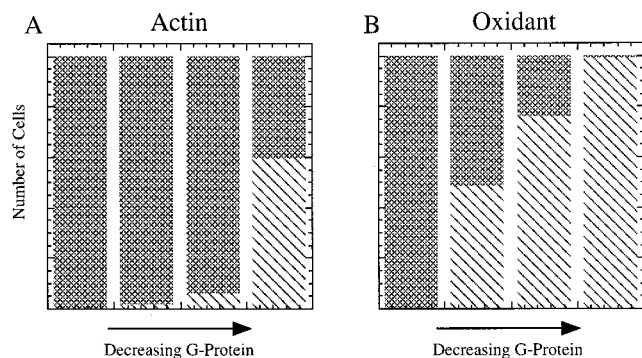 A
Actin
B
Oxidant
Number of Cells
Decreasing G-Protein
Decreasing G-Protein